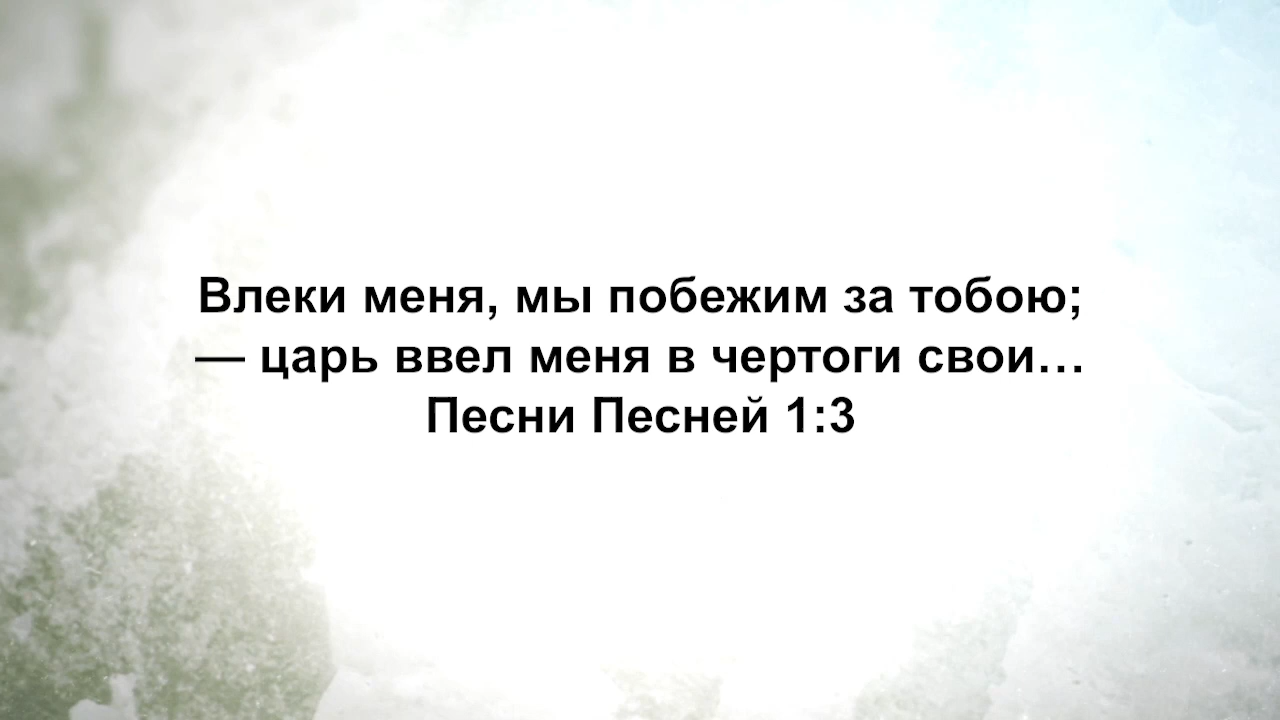 Влеки меня, мы побежим за тобою;
— царь ввел меня в чертоги свои…
Песни Песней 1:3